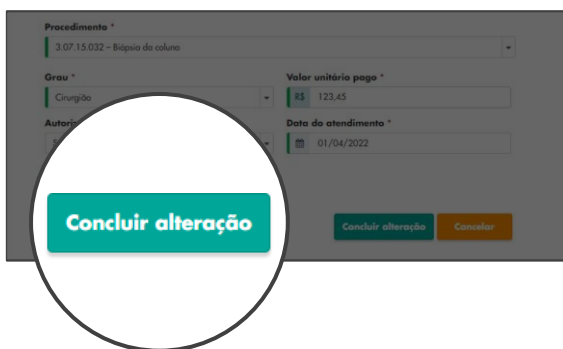 Procedimento *
3.07.15.032 – Biópsia da coluna
Grau * Valor unitário pago *
Cirurgião R$ 123,45
Autori Data do atendimento *
01/04/2022
Concluir alteração
Concluir alteração Cancelar